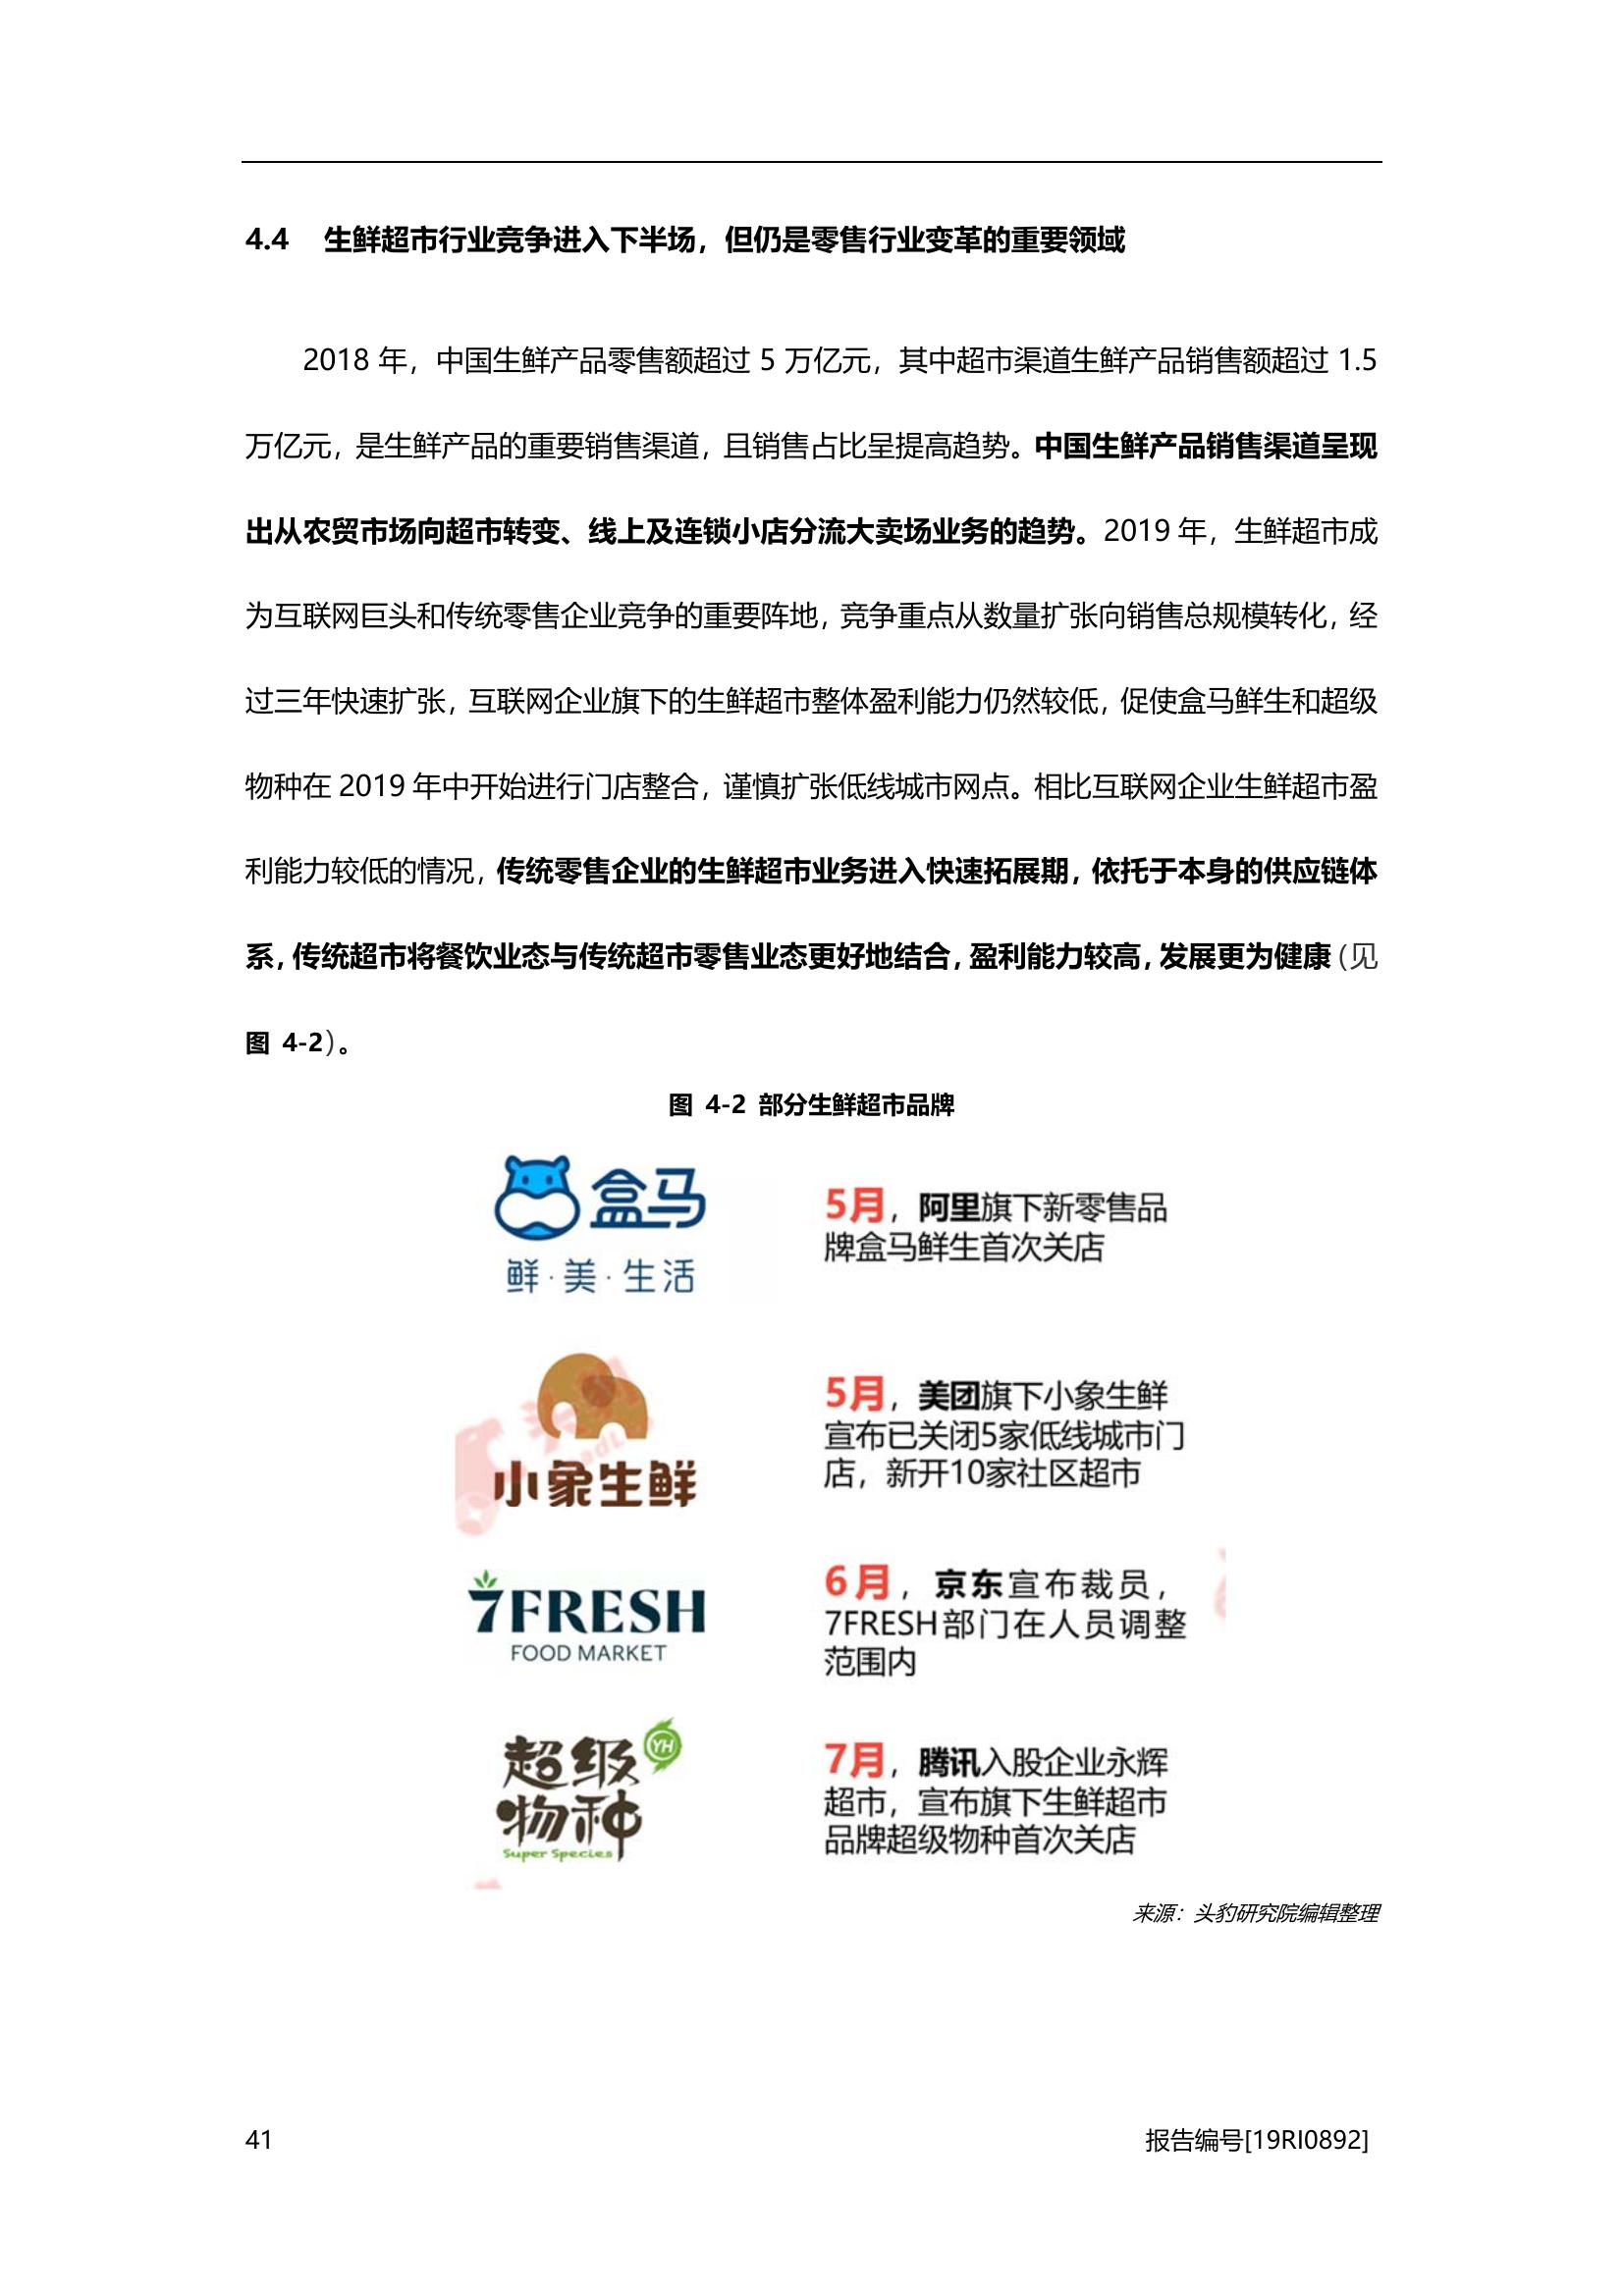 4.4 生鲜超市行业竞争进入下半场，但仍是零售行业变革的重要领域
2018 年，中国生鲜产品零售额超过 5 万亿元，其中超市渠道生鲜产品销售额超过 1.5
万亿元，是生鲜产品的重要销售渠道，且销售占比呈提高趋势。中国生鲜产品销售渠道呈现
出从农贸市场向超市转变、线上及连锁小店分流大卖场业务的趋势。2019 年，生鲜超市成
为互联网巨头和传统零售企业竞争的重要阵地，竞争重点从数量扩张向销售总规模转化，经
过三年快速扩张，互联网企业旗下的生鲜超市整体盈利能力仍然较低，促使盒马鲜生和超级
物种在 2019 年中开始进行门店整合，谨慎扩张低线城市网点。相比互联网企业生鲜超市盈
利能力较低的情况，传统零售企业的生鲜超市业务进入快速拓展期，依托于本身的供应链体
系，传统超市将餐饮业态与传统超市零售业态更好地结合，盈利能力较高，发展更为健康（见
图 4-2）。
图 4-2 部分生鲜超市品牌
盒马
鲜·美·生活
5月，阿里旗下新零售品
牌盒马鲜生首次关店
小象生鲜
5月，美团旗下小象生鲜
宣布已关闭5家低线城市门
店，新开10家社区超市
7FRESH
FOOD MARKET
6月，京东宣布裁员，
7FRESH部门在人员调整
范围内
超级
YH
物种
Super Species
7月，腾讯入股企业永辉
超市，宣布旗下生鲜超市
品牌超级物种首次关店
来源：头豹研究院编辑整理
41
报告编号[19RI0892]